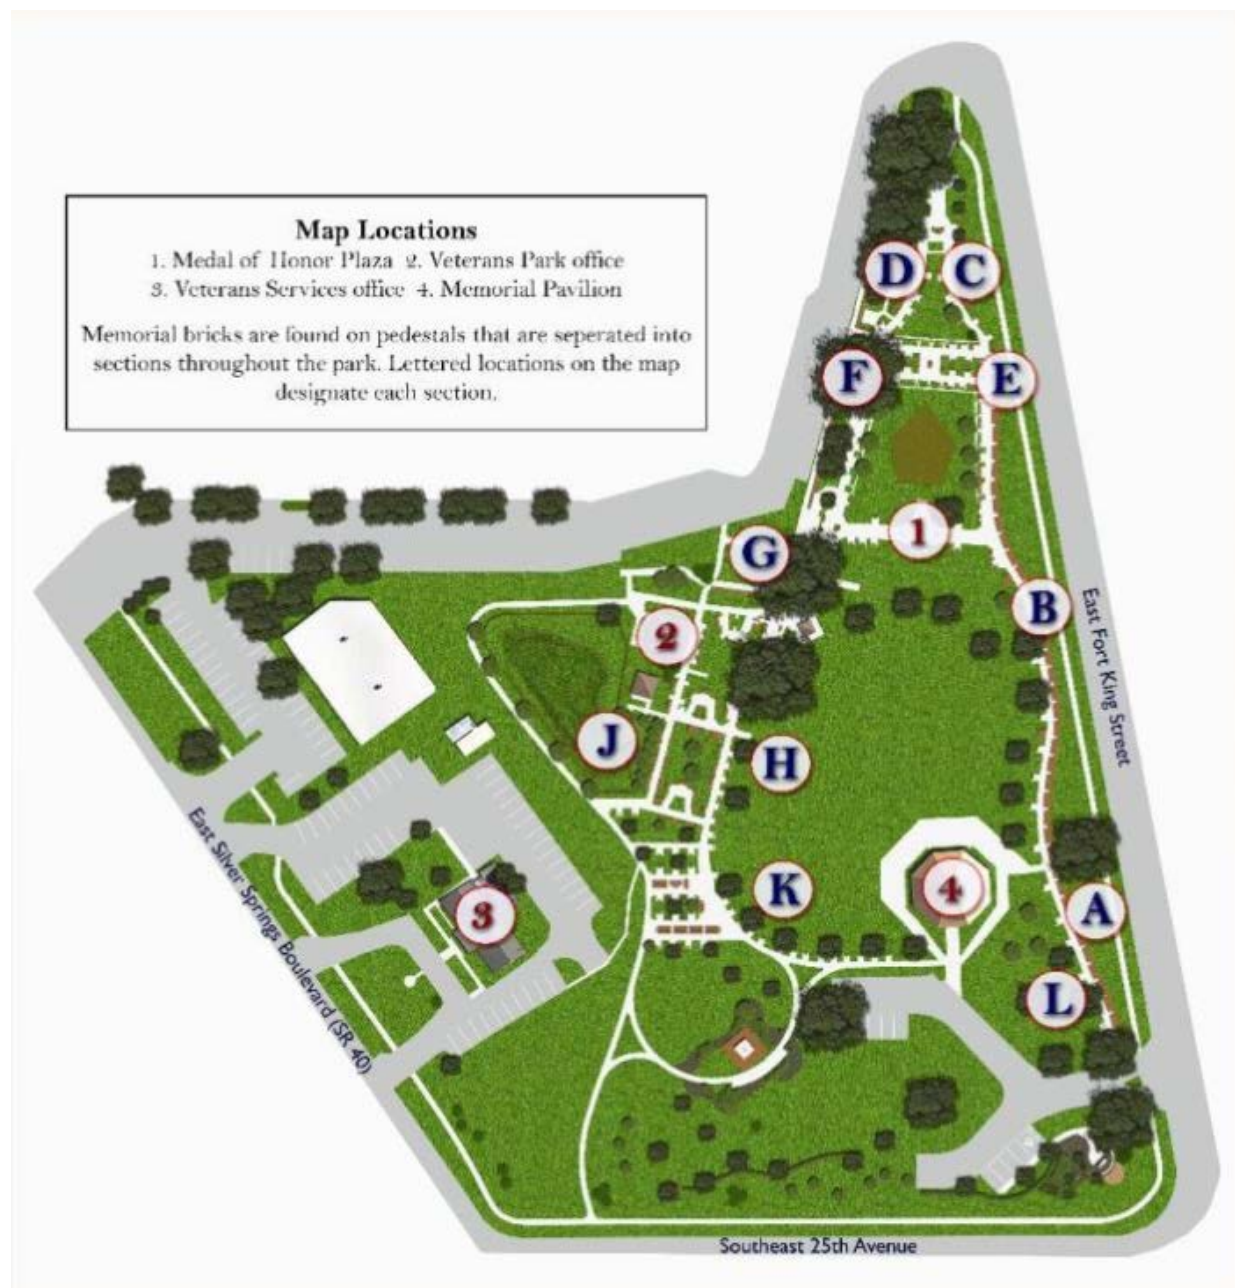 Map Locations
1. Medal of Honor Plaza 2. Veterans Park office
3. Veterans Services office 4. Memorial Pavilion
Memorial bricks are found on pedestals that are seperated into
sections throughout the park. Lettered locations on the map
designate each section.
D
C
F
E
1
G
B
East Fort King Street
2
J
H
East Silver Springs Boulevard (SR 40)
K
4
3
A
L
Southeast 25th Avenue